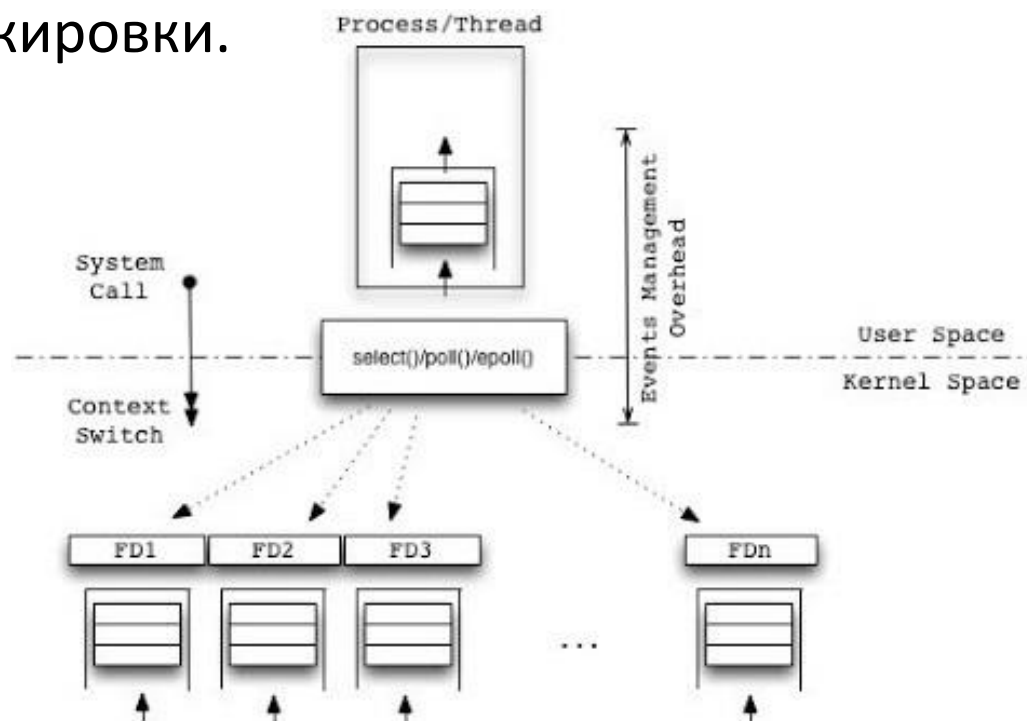 кировки.
Process/Thread
System
Call
Events Management
Overhead
select()/poll()/epoll()
User Space
Kernel Space
Context
Switch
FD1
FD2
FD3
FDn
...